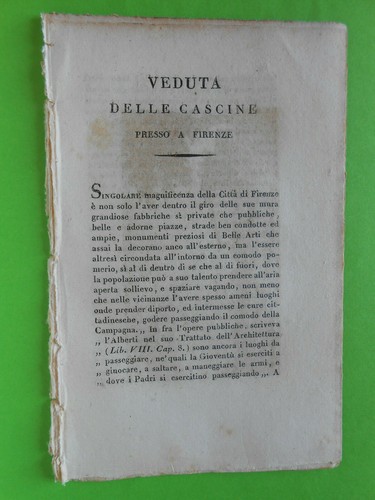 VEDUTA
DELLE CASCINE
PRESSO A FIRENZE
SINGOLARE magnificenza della Città di Firenze
è non solo l'aver dentro il giro delle sue mura
grandiose fabbriche sì private che pubbliche,
belle e adorne piazze, strade ben condotte ed
ampie, monumenti preziosi di Belle Arti che
assai la decorano anco all'esterno, ma l'essere
altresì circondata all'intorno da un comodo po-
merio, sì al di dentro di se che al di fuori, dove
la popolazione può a suo talento prendere all'aria
aperta sollievo, e spaziare vagando, non meno
che nelle vicinanze l'avere spesso ameni luoghi
onde prender diporto, ed intermesse le cure cit-
tadinesche, godere passeggiando il comodo della
Campagna. „ In fra l'opere pubbliche, scriveva
„ l'Alberti nel suo Trattato dell'Architettura
„ (Lib. VIII. Cap. 8.) sono ancora i luoghi da
„ passeggiare, ne' quali la Gioventù si eserciti a
„ giuocare, a saltare, a maneggiare le armi, e
„ dove i Padri si esercitino passeggiando „. A